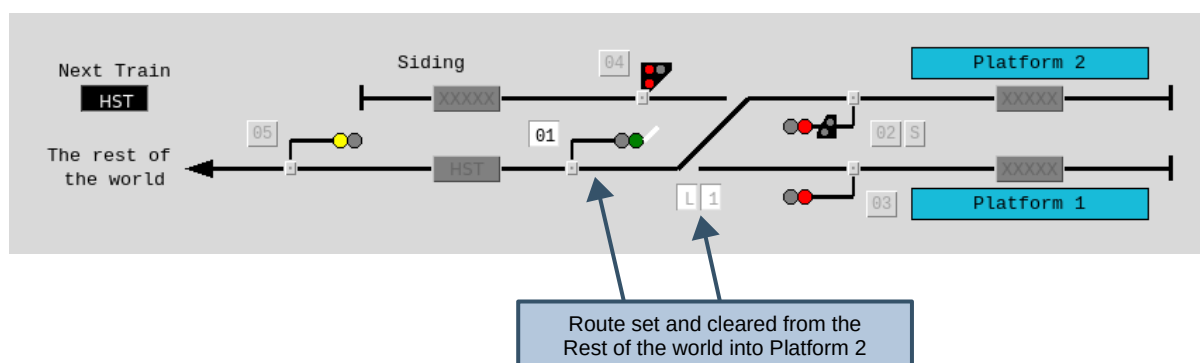 Next Train
HST
The rest of
the world
Siding
XXXXX
04
Platform 2
XXXXX
05
01
02 S
HST
L 1
03
XXXXX
Platform 1
Route set and cleared from the
Rest of the world into Platform 2